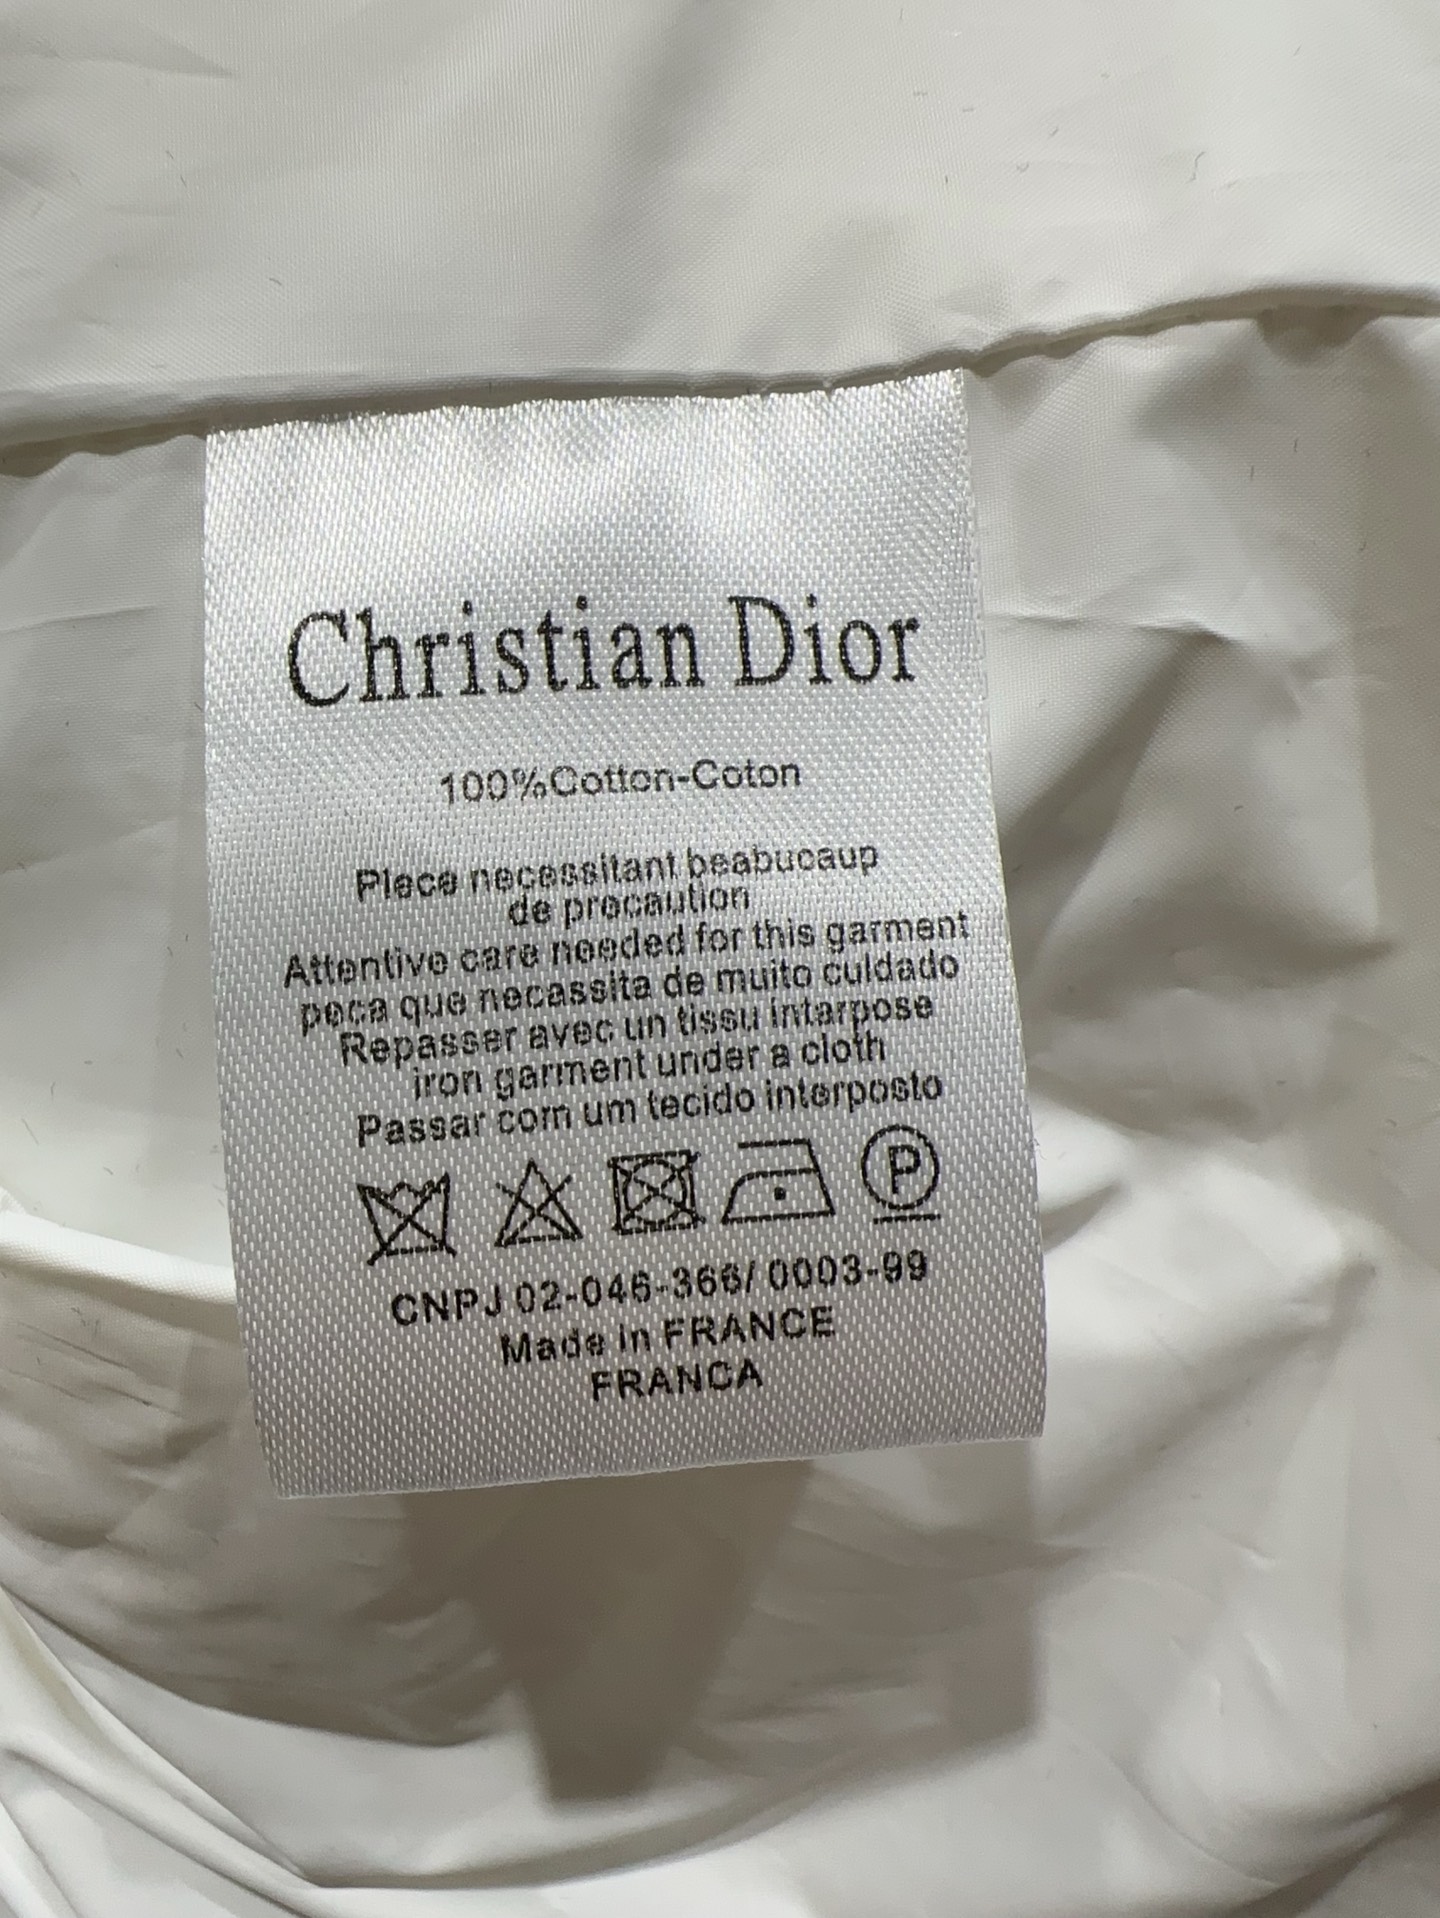 Christian Dior
100%Cotton-Coton
Piece necessitant beabucaup
de precaution
Attentive care needed for this garment
peca que necassita de muito culdado
Repasser avec un tissu intarpose
iron garment under a cloth
Passar com um tecido interposto
P
CNPJ 02-046-366/ 0003-99
Made in FRANCE
FRANCA